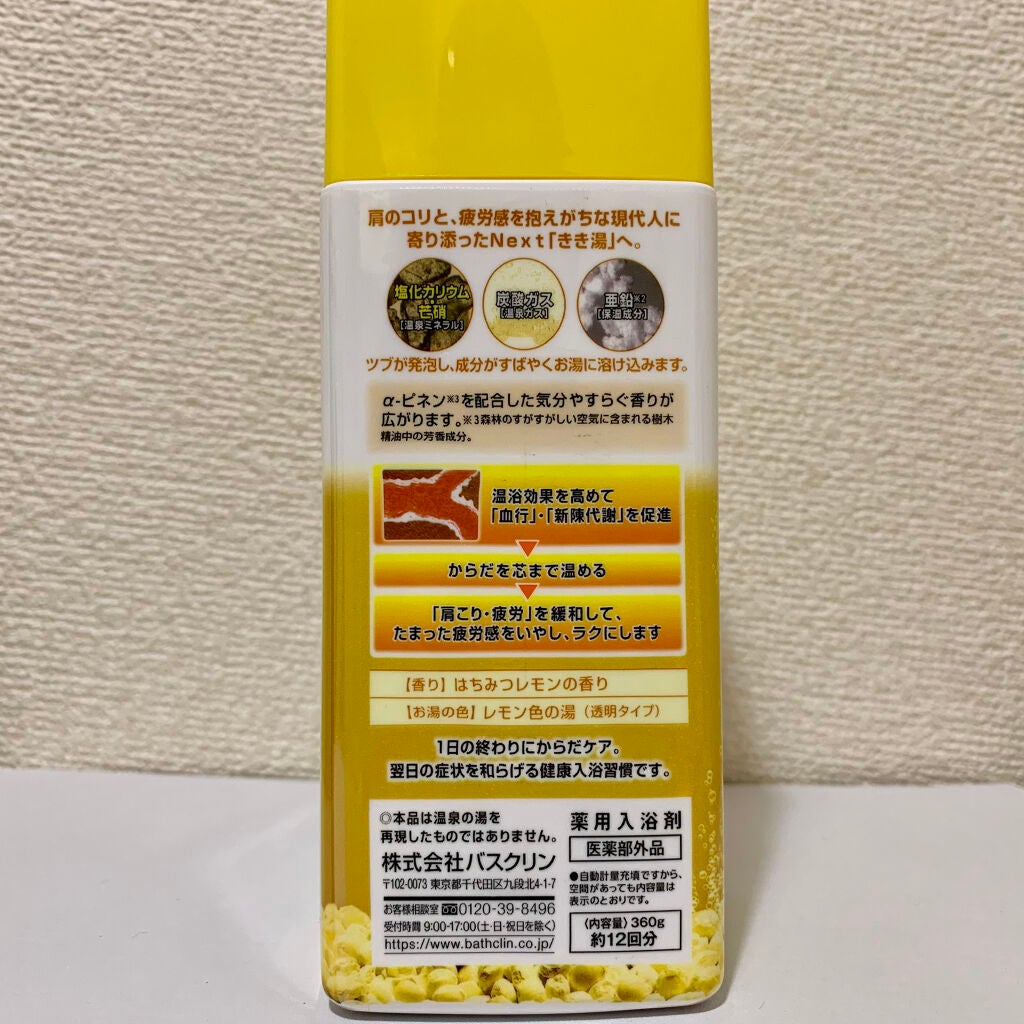 肩のコリと、疲労感を抱えがちな現代人に
寄り添ったNext「きき湯」へ。
塩化カリウム
芒硝
[温泉ミネラル]
炭酸ガス
[温泉ガス]
亜鉛※2
[保湿成分]
ツブが発泡し、成分がすばやくお湯に溶け込みます。
α-ピネン※3を配合した気分やすらぐ香りが
広がります。※3森林のすがすがしい空気に含まれる樹木
精油中の芳香成分。
温浴効果を高めて
「血行」・「新陳代謝」を促進
からだを芯まで温める
「肩こり・疲労」を緩和して、
たまった疲労感をいやし、ラクにします
【香り】はちみつレモンの香り
【お湯の色】レモン色の湯（透明タイプ）
1日の終わりにからだケア。
翌日の症状を和らげる健康入浴習慣です。
◎本品は温泉の湯を
再現したものではありません。
株式会社バスクリン
〒102-0073 東京都千代田区九段北4-1-7
お客様相談室 0120-39-8496
受付時間 9:00-17:00(土・日・祝日を除く)
https://www.bathclin.co.jp/
薬用入浴剤
医薬部外品
●自動計量充填ですから、
空間があっても内容量は
表示のとおりです。
〈内容量〉360g
約12回分